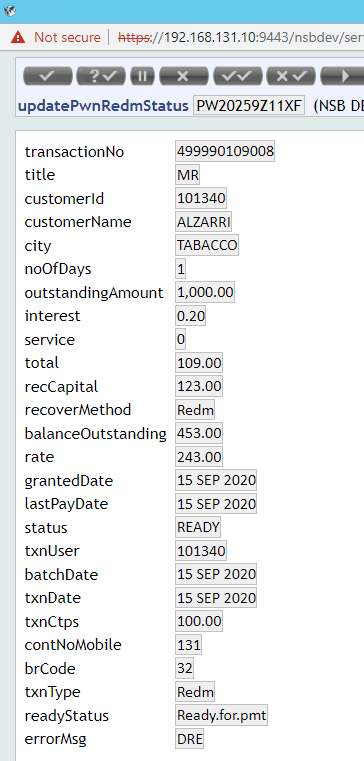 Not secure | https://192.168.131.10:9443/nsbdev/ser
updatePwnRedmStatus PW20259Z11XF (NSB DE
transactionNo 499990109008
title MR
customerId 101340
customerName ALZARRI
city TABACCO
noOfDays 1
outstandingAmount 1,000.00
interest 0.20
service 0
total 109.00
recCapital 123.00
recoverMethod Redm
balanceOutstanding 453.00
rate 243.00
grantedDate 15 SEP 2020
lastPayDate 15 SEP 2020
status READY
txnUser 101340
batchDate 15 SEP 2020
txnDate 15 SEP 2020
txnCtps 100.00
contNoMobile 131
brCode 32
txnType Redm
readyStatus Ready.for.pmt
errorMsg DRE